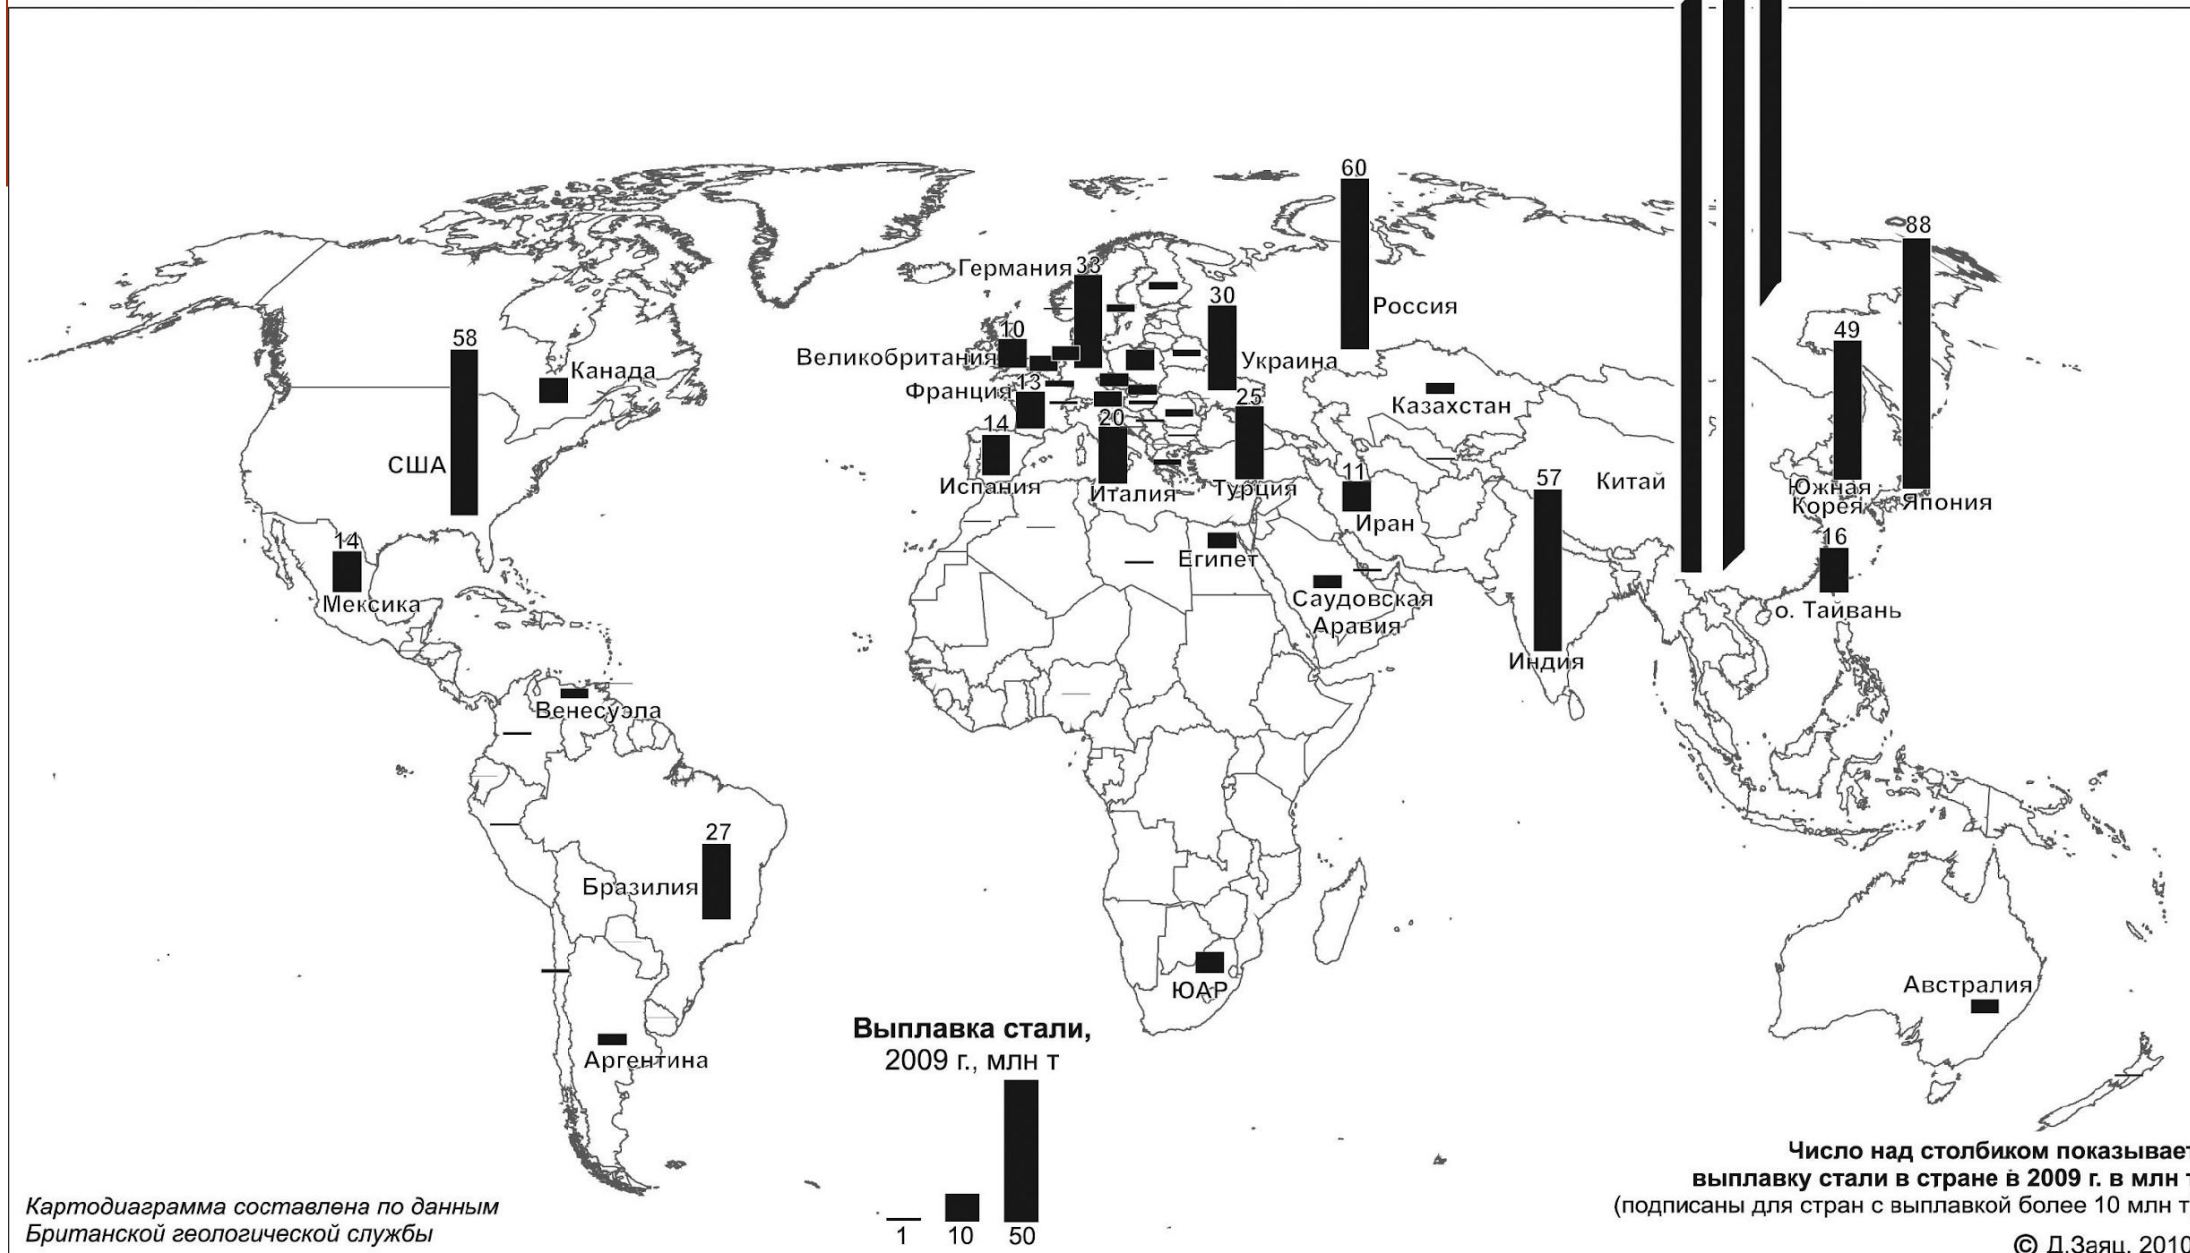 60
88
Германия 33
30
Россия
10
49
58
Великобритания
Украина
Канада
Франция 13
25
Казахстан
14
20
США
11
57
Китай
Испания
Италия
Турция
Южная
Корея
Япония
Иран
14
16
Египет
Мексика
Саудовская
Аравия
о. Тайвань
Индия
Венесуэла
27
Бразилия
ЮАР
Австралия
Аргентина
Выплавка стали,
2009 г., млн т
1 10 50
Число над столбиком показывает
выплавку стали в стране в 2009 г. в млн т
(подписаны для стран с выплавкой более 10 млн т
© Д.Заяц, 2010
Картодиаграмма составлена по данным
Британской геологической службы